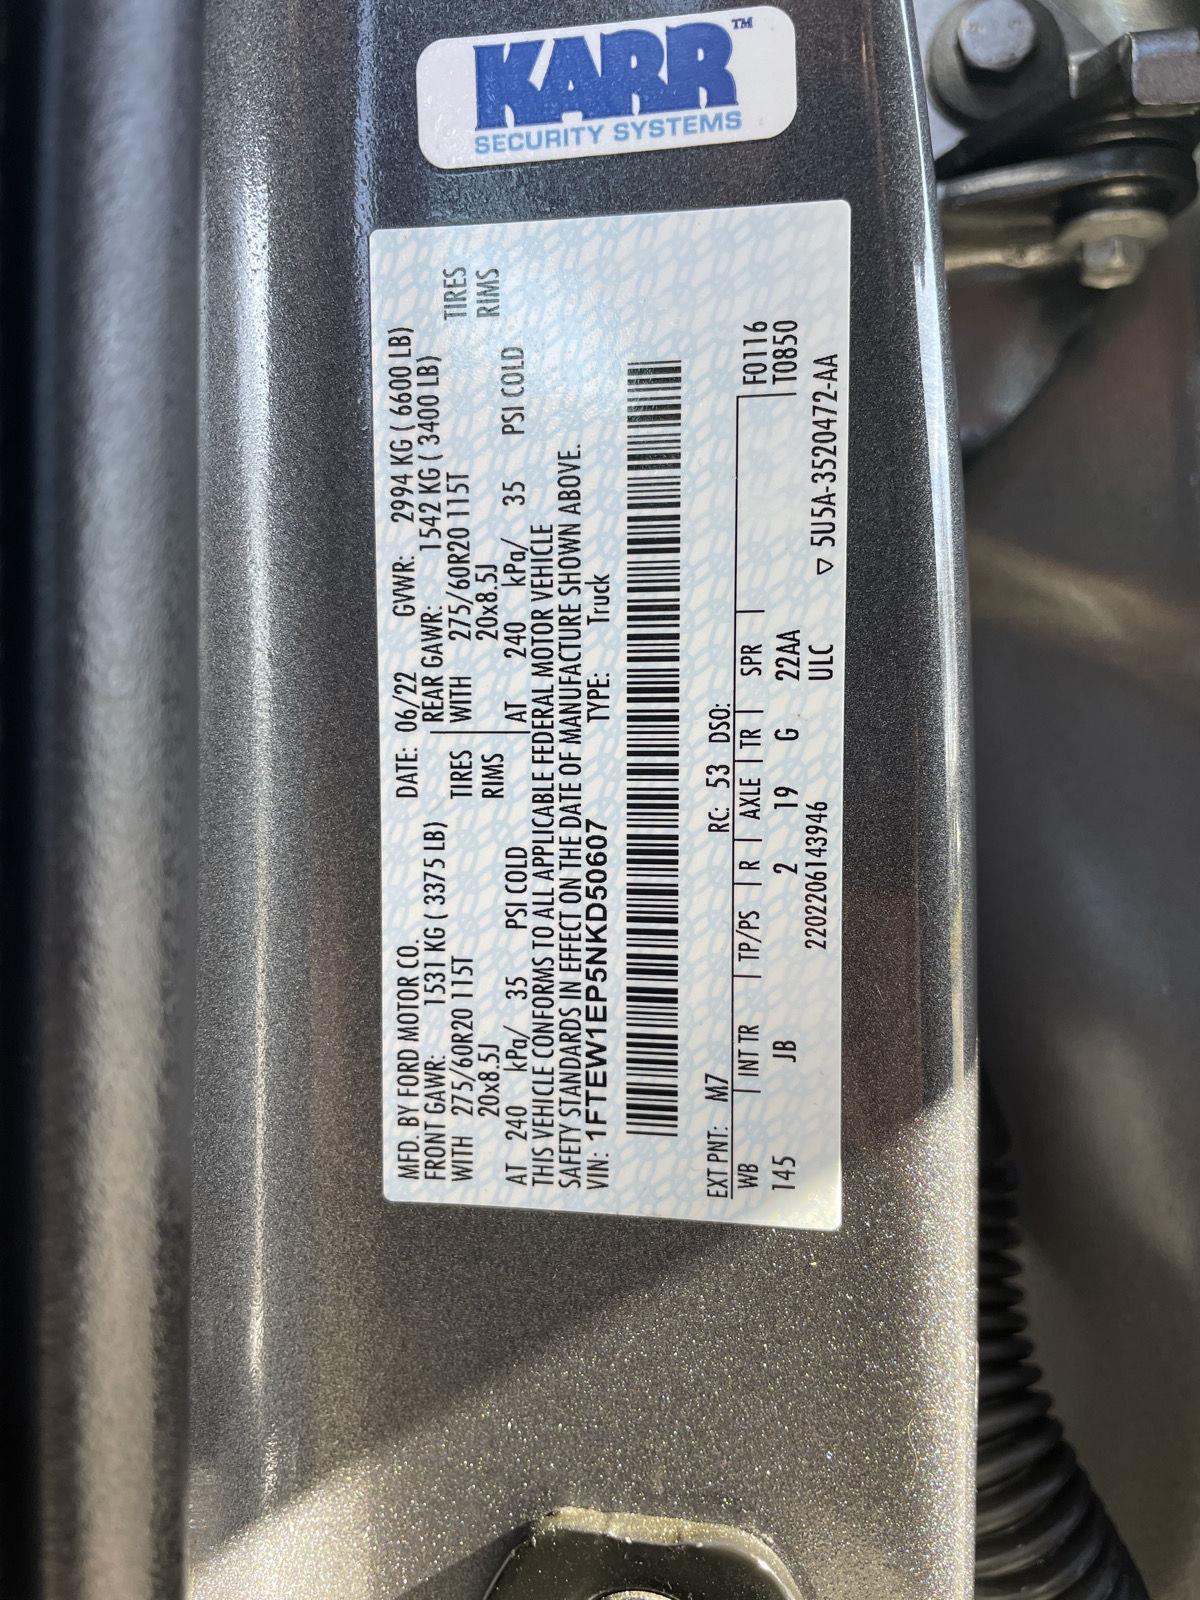 KARR™
SECURITY SYSTEMS
MFD. BY FORD MOTOR CO. DATE: 06/22 GVWR: 2994 KG ( 6600 LB)
FRONT GAWR: 1531 KG ( 3375 LB) REAR GAWR: 1542 KG ( 3400 LB)
WITH 275/60R20 115T TIRES WITH 275/60R20 115T TIRES
20x8.5J RIMS 20x8.5J RIMS
AT 240 kPa/ 35 PSI COLD AT 240 kPa/ 35 PSI COLD
THIS VEHICLE CONFORMS TO ALL APPLICABLE FEDERAL MOTOR VEHICLE
SAFETY STANDARDS IN EFFECT ON THE DATE OF MANUFACTURE SHOWN ABOVE.
VIN: 1FTEW1EP5NKD50607 TYPE: Truck
EXT PNT: M7 RC: 53 DSO:
WB INT TR TP/PS R AXLE TR SPR F0116
145 JB 2 19 G 22AA T0850
2202206143946 ULC ▽ 5U5A-3520472-AA